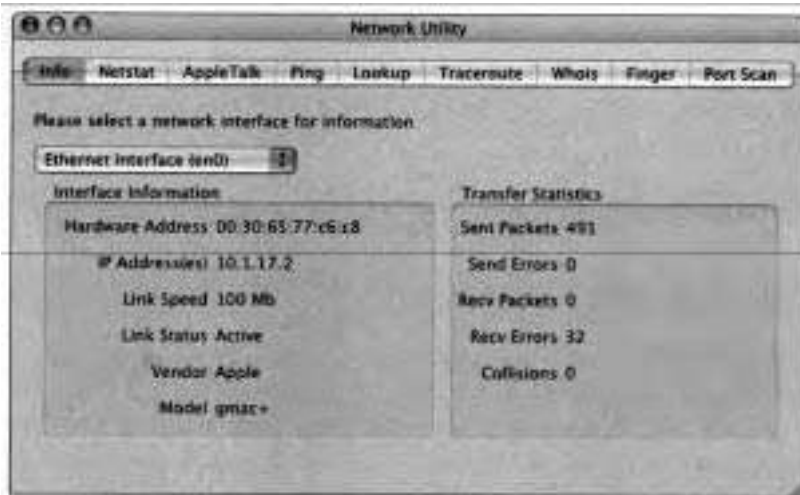 Network Utility
Info Netstat AppleTalk Ping Lookup Traceroute Whois Finger Port Scan
Please select a network interface for information
Ethernet Interface (en0)
Interface Information
Hardware Address 00:30:65:77:c6:c8
IP Address(es) 10.1.17.2
Link Speed 100 Mb
Link Status Active
Vendor Apple
Model gmac+
Transfer Statistics
Sent Packets 491
Send Errors 0
Recv Packets 0
Recv Errors 32
Collisions 0